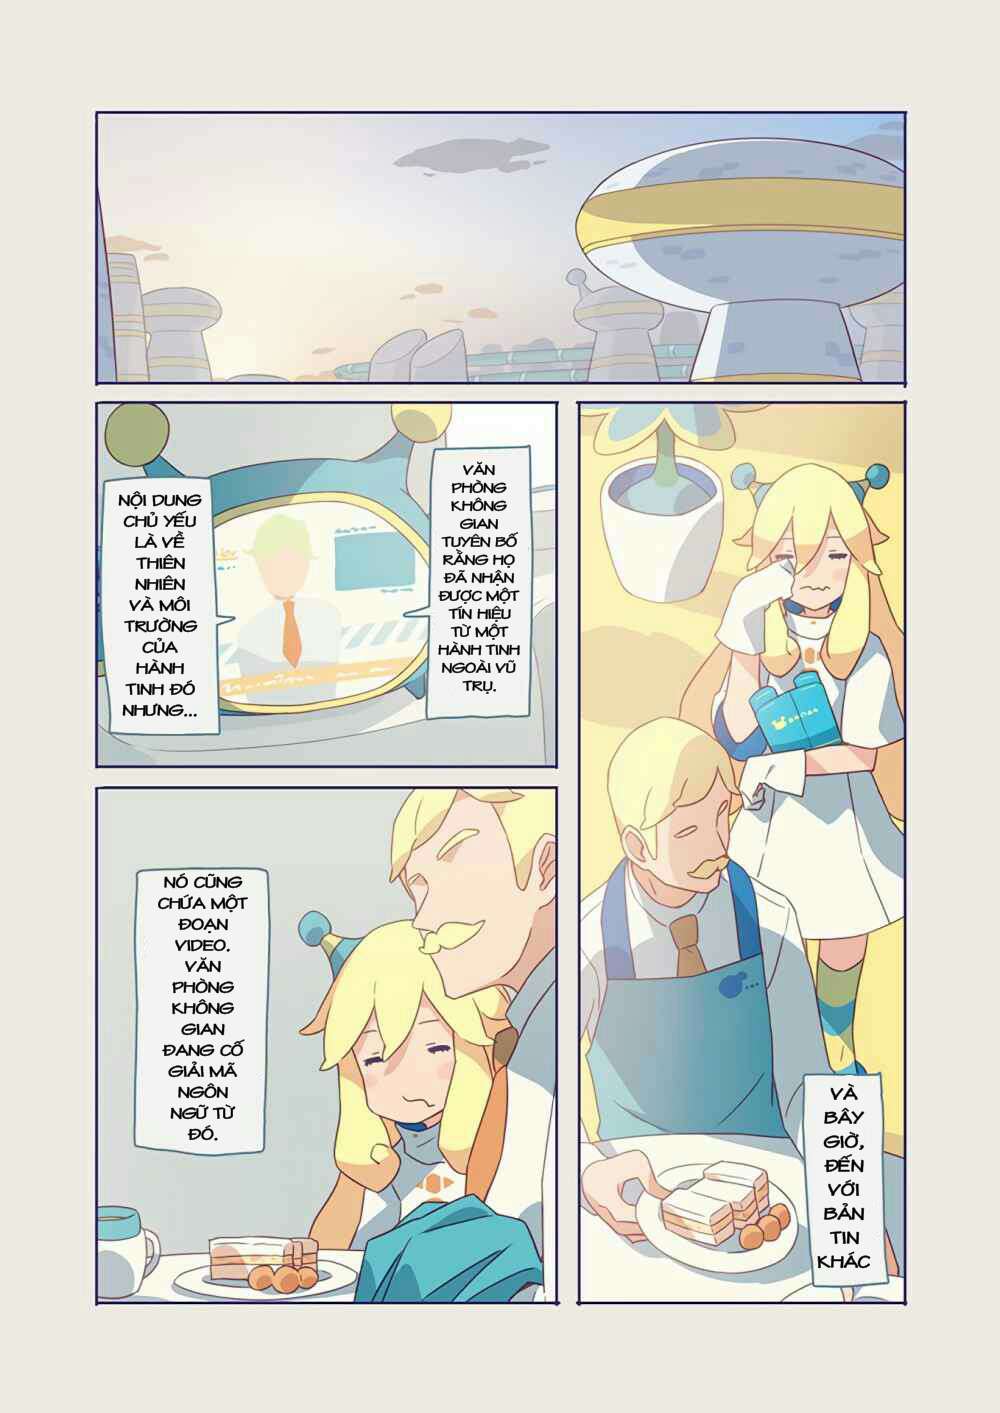 VÀ
BÂY
GIỜ,
ĐẾN
VỚI
BẢN
TIN
KHÁC
VĂN
PHÒNG
KHÔNG
GIAN
TUYÊN BỐ
RẰNG HỌ
ĐÃ NHẬN
ĐƯỢC MỘT
TÍN HIỆU
TỪ MỘT
HÀNH TINH
NGOÀI VŨ
TRỤ.
NỘI DUNG
CHỦ YẾU
LÀ VỀ
THIÊN
NHIÊN
VÀ MÔI
TRƯỜNG
CỦA
HÀNH
TINH ĐÓ
NHƯNG...
NÓ CŨNG
CHỨA MỘT
ĐOẠN
VIDEO.
VĂN
PHÒNG
KHÔNG
GIAN
ĐANG CỐ
GIẢI MÃ
NGÔN
NGỮ TỪ
ĐÓ.